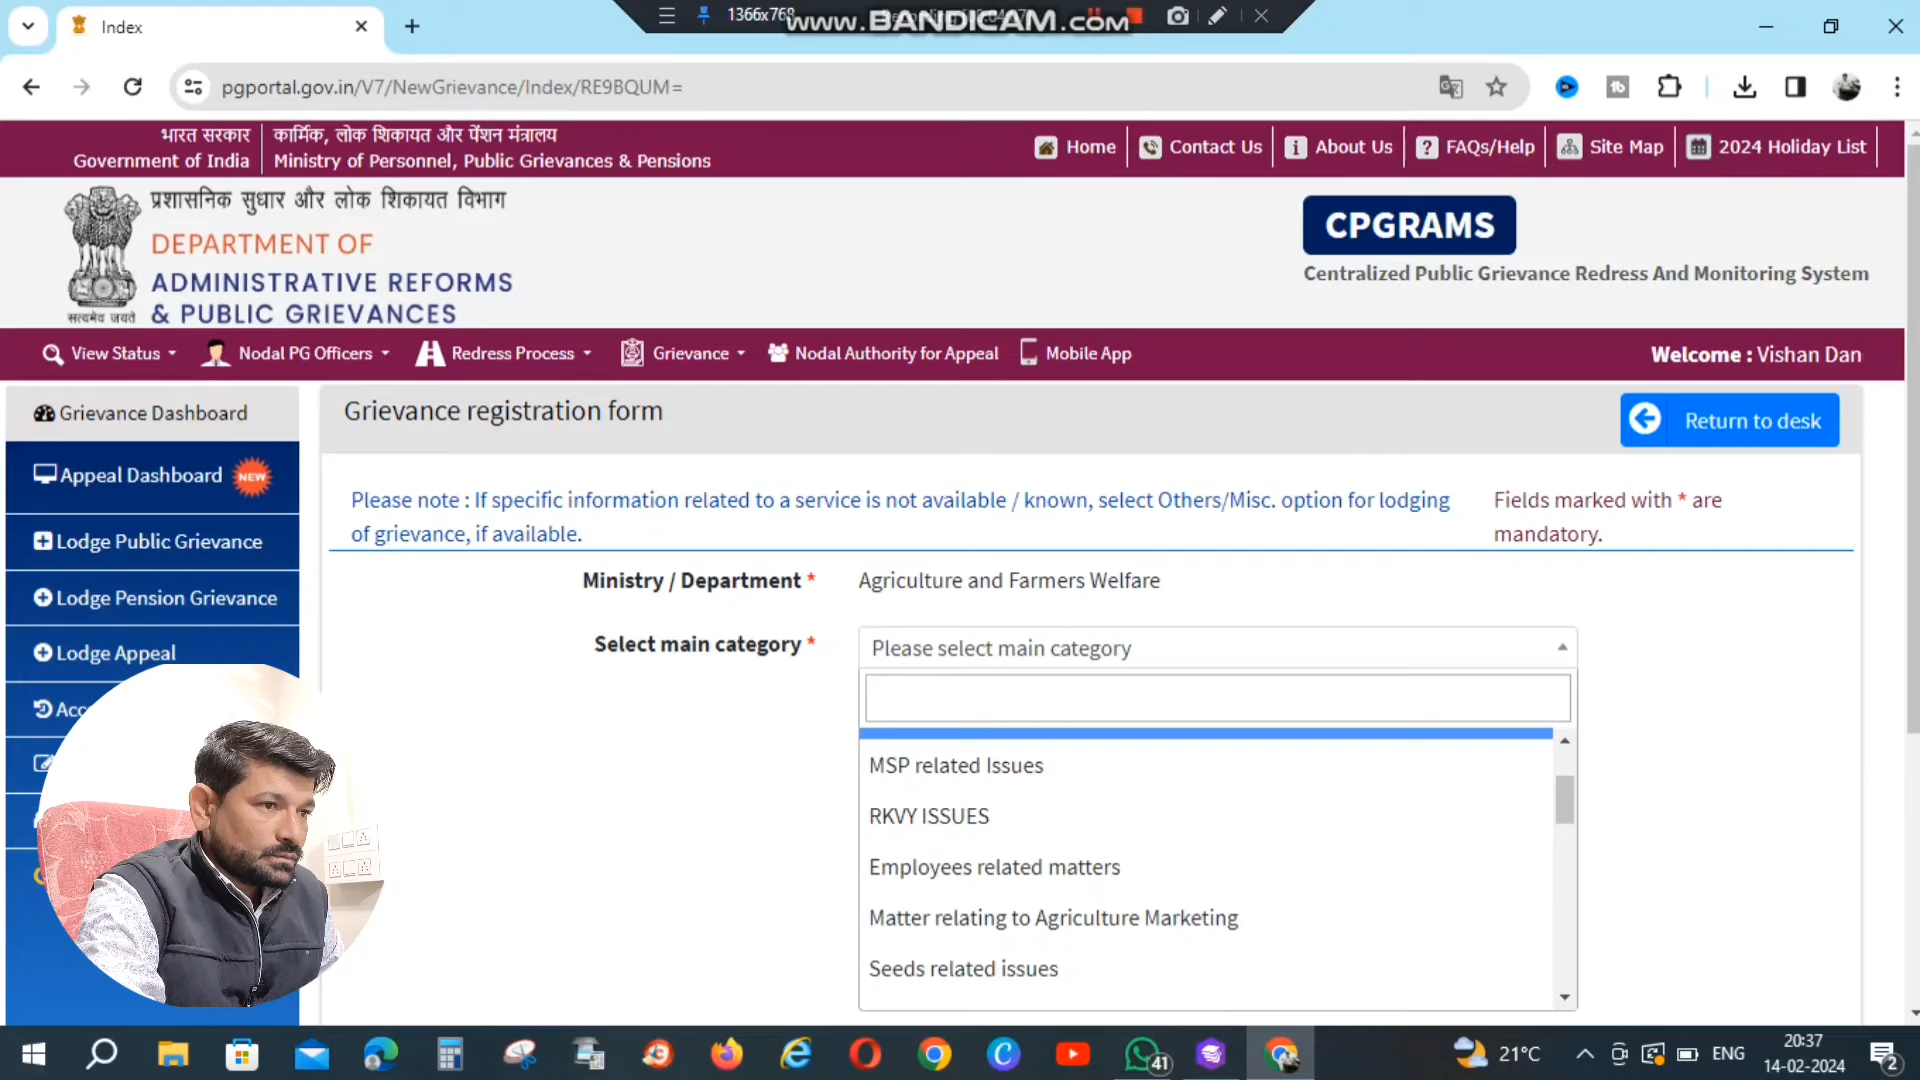 Index
1366x768
www.BANDICAM.com
pgportal.gov.in/V7/NewGrievance/Index/RE9BQUM=
भारत सरकार
Government of India
कार्मिक, लोक शिकायत और पेंशन मंत्रालय
Ministry of Personnel, Public Grievances & Pensions
Home
Contact Us
About Us
FAQs/Help
Site Map
2024 Holiday List
सत्यमेव जयते
प्रशासनिक सुधार और लोक शिकायत विभाग
DEPARTMENT OF
ADMINISTRATIVE REFORMS
& PUBLIC GRIEVANCES
CPGRAMS
Centralized Public Grievance Redress And Monitoring System
View Status
Nodal PG Officers
Redress Process
Grievance
Nodal Authority for Appeal
Mobile App
Welcome : Vishan Dan
Grievance Dashboard
Appeal Dashboard NEW
Lodge Public Grievance
Lodge Pension Grievance
Lodge Appeal
Acc
Grievance registration form
Return to desk
Please note : If specific information related to a service is not available / known, select Others/Misc. option for lodging
of grievance, if available.
Fields marked with * are
mandatory.
Ministry / Department *
Agriculture and Farmers Welfare
Select main category *
Please select main category
MSP related Issues
RKVY ISSUES
Employees related matters
Matter relating to Agriculture Marketing
Seeds related issues
41
21°C
ENG
20:37
14-02-2024
2